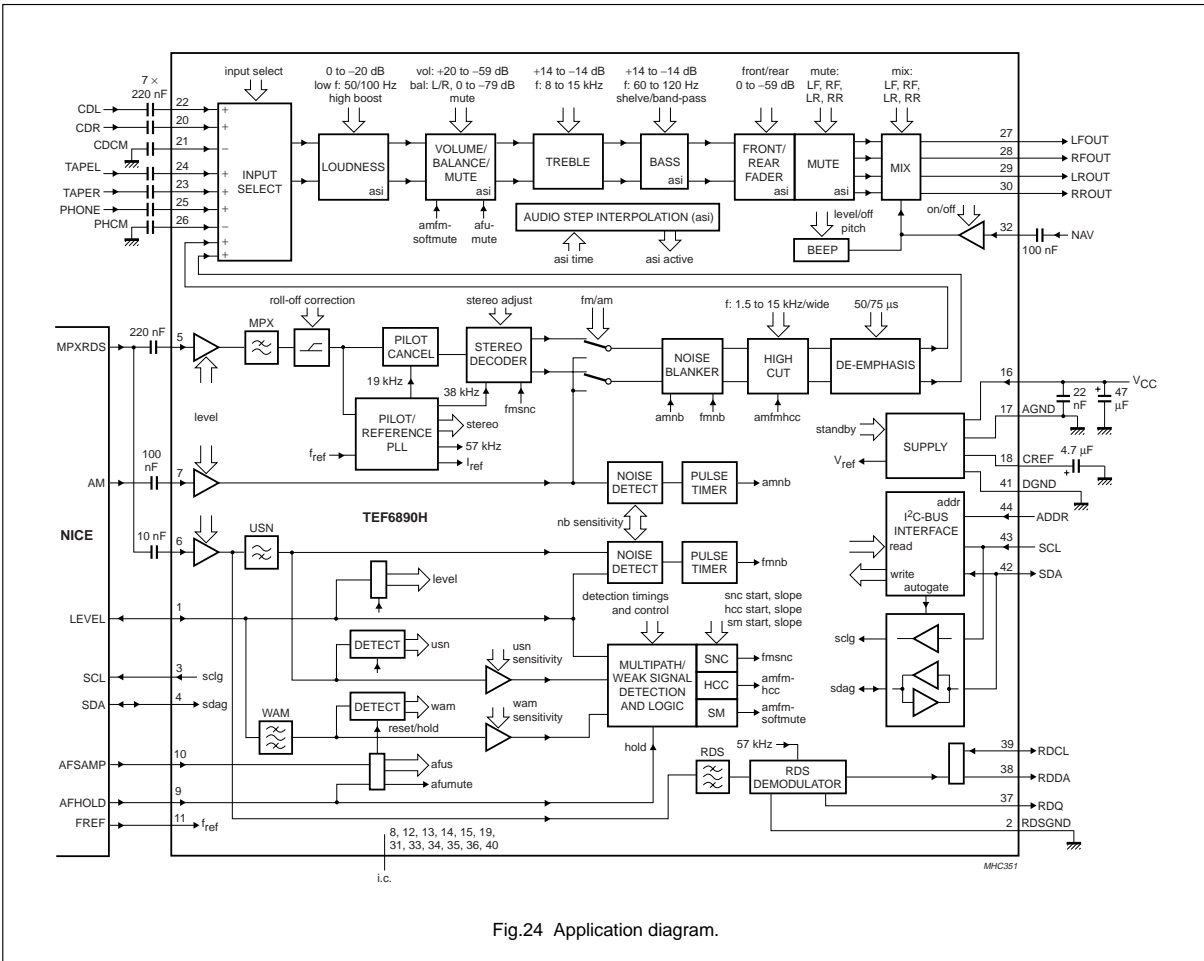 input select
0 to −20 dB
low f: 50/100 Hz
high boost
vol: +20 to −59 dB
bal: L/R, 0 to −79 dB
mute
+14 to −14 dB
f: 8 to 15 kHz
+14 to −14 dB
f: 60 to 120 Hz
shelve/band-pass
front/rear
0 to −59 dB
mute:
LF, RF,
LR, RR
mix:
LF, RF,
LR, RR
7 ×
220 nF
CDL 22 +
CDR 20 +
CDCM 21 −
TAPEL 24 +
TAPER 23 +
PHONE 25 +
PHCM 26 −
+
+
INPUT
SELECT
LOUDNESS
asi
VOLUME/
BALANCE/
MUTE
asi
TREBLE
BASS
asi
FRONT/
REAR
FADER
asi
MUTE
asi
MIX
27 LFOUT
28 RFOUT
29 LROUT
30 RROUT
amfm-
softmute
afu-
mute
AUDIO STEP INTERPOLATION (asi)
asi time
asi active
level/off
pitch
BEEP
on/off
32 NAV
100 nF
roll-off correction
stereo adjust
fm/am
f: 1.5 to 15 kHz/wide
50/75 µs
MPXRDS 220 nF 5
MPX
PILOT
CANCEL
STEREO
DECODER
NOISE
BLANKER
HIGH
CUT
DE-EMPHASIS
19 kHz
38 kHz
fmsnc
amnb
fmnb
amfmhcc
level
PILOT/
REFERENCE
PLL
stereo
57 kHz
Iref
fref
16 VCC
22
nF
+ 47
µF
17 AGND
standby
SUPPLY
Vref
18 CREF
4.7 µF
+
41 DGND
AM 100
nF
7
NOISE
DETECT
PULSE
TIMER
amnb
TEF6890H
nb sensitivity
NICE
10 nF 6
USN
NOISE
DETECT
PULSE
TIMER
fmnb
addr
I²C-BUS
INTERFACE
read
write
autogate
44 ADDR
43 SCL
42 SDA
level
detection timings
and control
snc start, slope
hcc start, slope
sm start, slope
LEVEL 1
DETECT
usn
usn
sensitivity
MULTIPATH/
WEAK SIGNAL
DETECTION
AND LOGIC
SNC
fmsnc
HCC
amfm-
hcc
SM
amfm-
softmute
sclg
sdag
SCL 3 sclg
SDA 4 sdag
WAM
DETECT
wam
wam
sensitivity
reset/hold
hold
AFSAMP 10
afus
afumute
AFHOLD 9
FREF 11 fref
RDS
57 kHz
RDS
DEMODULATOR
39 RDCL
38 RDDA
37 RDQ
2 RDSGND
8, 12, 13, 14, 15, 19,
31, 33, 34, 35, 36, 40
i.c.
MHC351
Fig.24 Application diagram.